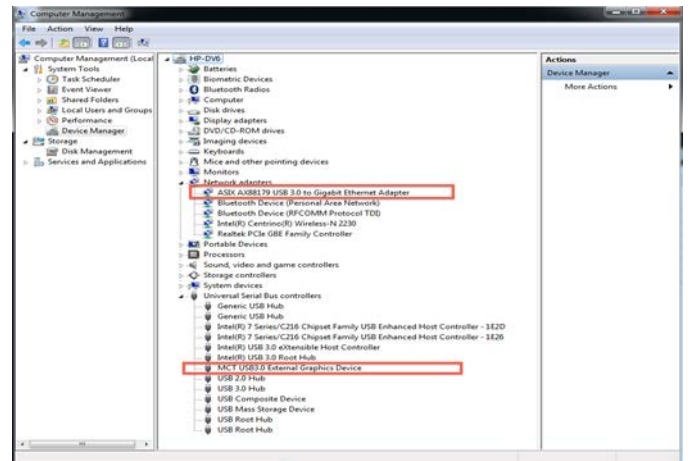 Computer Management
File Action View Help
Computer Management (Local
System Tools
Task Scheduler
Event Viewer
Shared Folders
Local Users and Groups
Performance
Device Manager
Storage
Disk Management
Services and Applications
HP-DV6
Batteries
Biometric Devices
Bluetooth Radios
Computer
Disk drives
Display adapters
DVD/CD-ROM drives
Imaging devices
Keyboards
Mice and other pointing devices
Monitors
Network adapters
ASIX AX88179 USB 3.0 to Gigabit Ethernet Adapter
Bluetooth Device (Personal Area Network)
Bluetooth Device (RFCOMM Protocol TDI)
Intel(R) Centrino(R) Wireless-N 2230
Realtek PCIe GBE Family Controller
Portable Devices
Processors
Sound, video and game controllers
Storage controllers
System devices
Universal Serial Bus controllers
Generic USB Hub
Generic USB Hub
Intel(R) 7 Series/C216 Chipset Family USB Enhanced Host Controller - 1E2D
Intel(R) 7 Series/C216 Chipset Family USB Enhanced Host Controller - 1E26
Intel(R) USB 3.0 eXtensible Host Controller
Intel(R) USB 3.0 Root Hub
MCT USB3.0 External Graphics Device
USB 2.0 Hub
USB 3.0 Hub
USB Composite Device
USB Mass Storage Device
USB Root Hub
USB Root Hub
Actions
Device Manager
More Actions